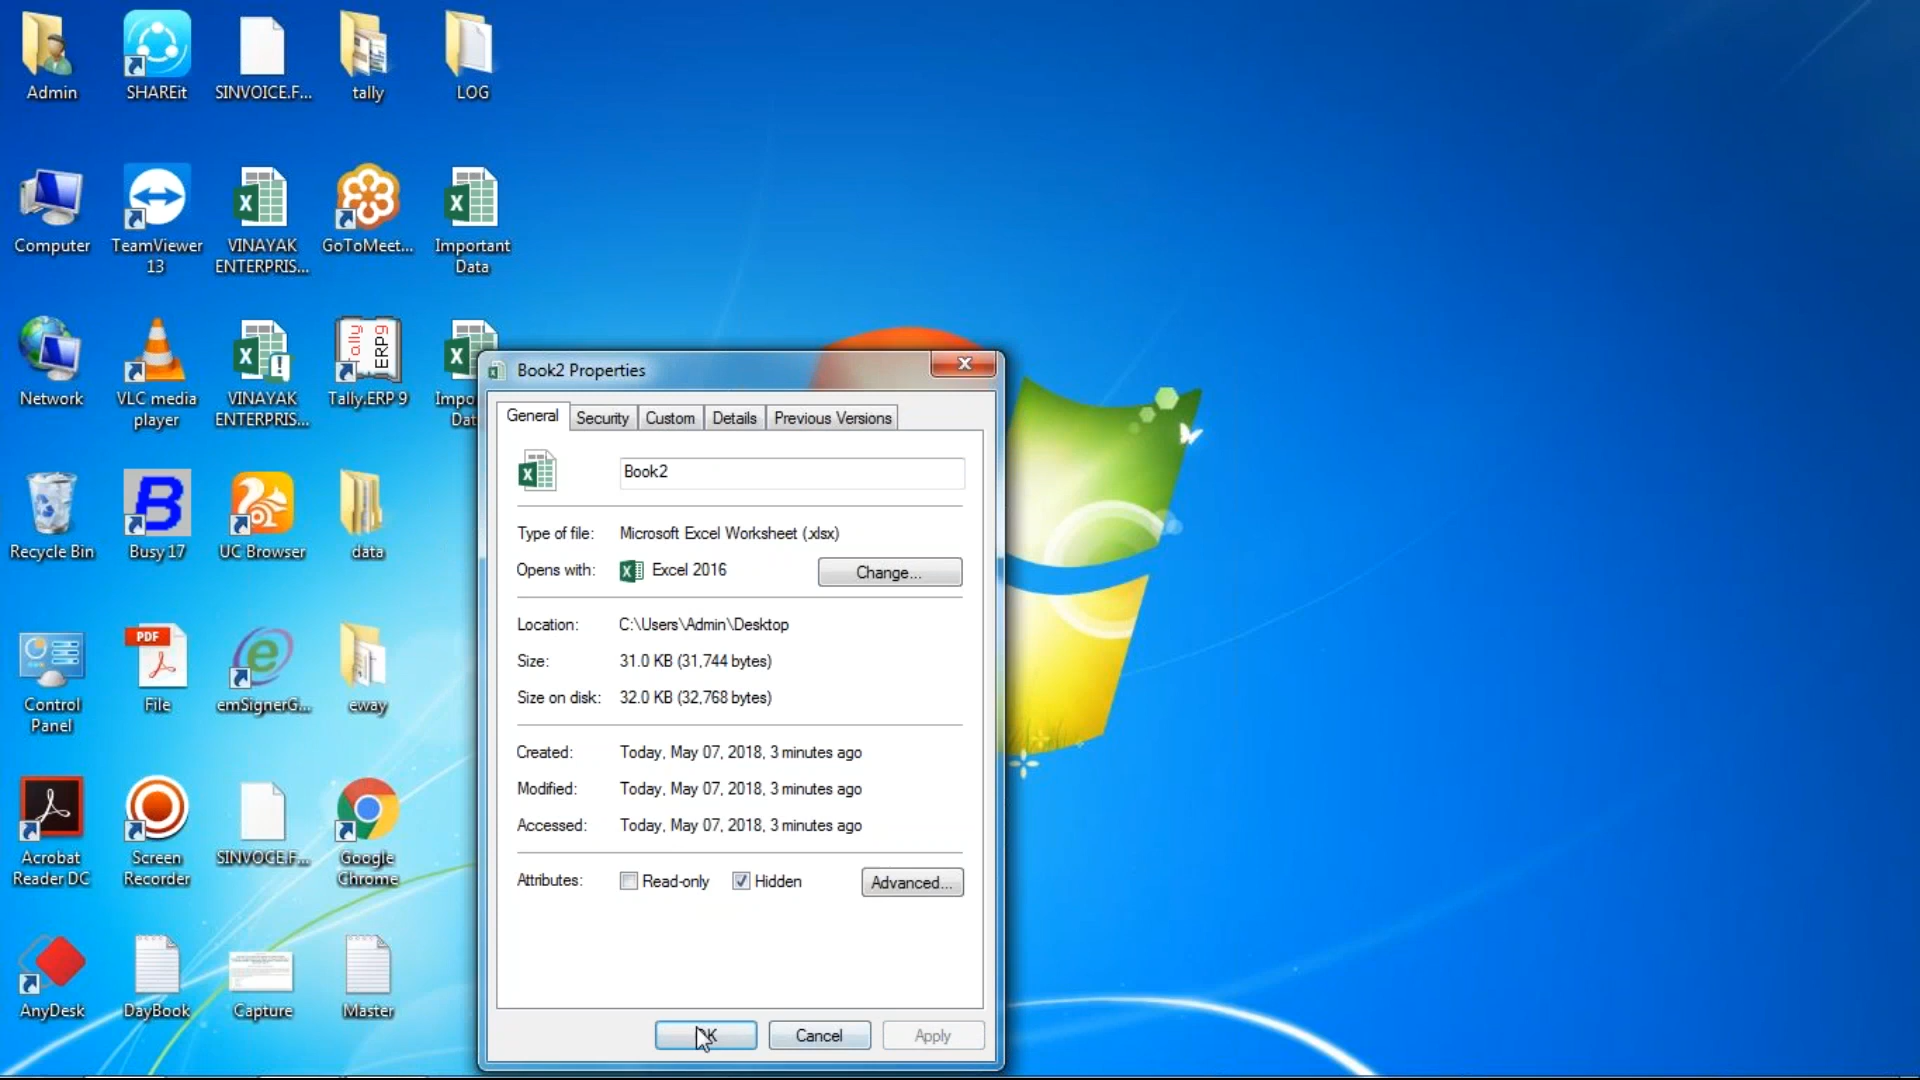 Admin
SHAREit
SINVOICE.F...
tally
LOG
Computer
TeamViewer
13
VINAYAK
ENTERPRIS...
GoToMeet...
Important
Data
Network
VLC media
player
VINAYAK
ENTERPRIS...
Tally
ERP9
Tally.ERP 9
Recycle Bin
Busy 17
UC Browser
data
Control
Panel
PDF
File
emSignerG...
eway
Acrobat
Reader DC
Screen
Recorder
SINVOCE.F...
Google
Chrome
AnyDesk
DayBook
Capture
Master
Book2 Properties
General
Security
Custom
Details
Previous Versions
Book2
Type of file: Microsoft Excel Worksheet (.xlsx)
Opens with: Excel 2016
Change...
Location: C:\Users\Admin\Desktop
Size: 31.0 KB (31,744 bytes)
Size on disk: 32.0 KB (32,768 bytes)
Created: Today, May 07, 2018, 3 minutes ago
Modified: Today, May 07, 2018, 3 minutes ago
Accessed: Today, May 07, 2018, 3 minutes ago
Attributes: Read-only Hidden
Advanced...
OK
Cancel
Apply